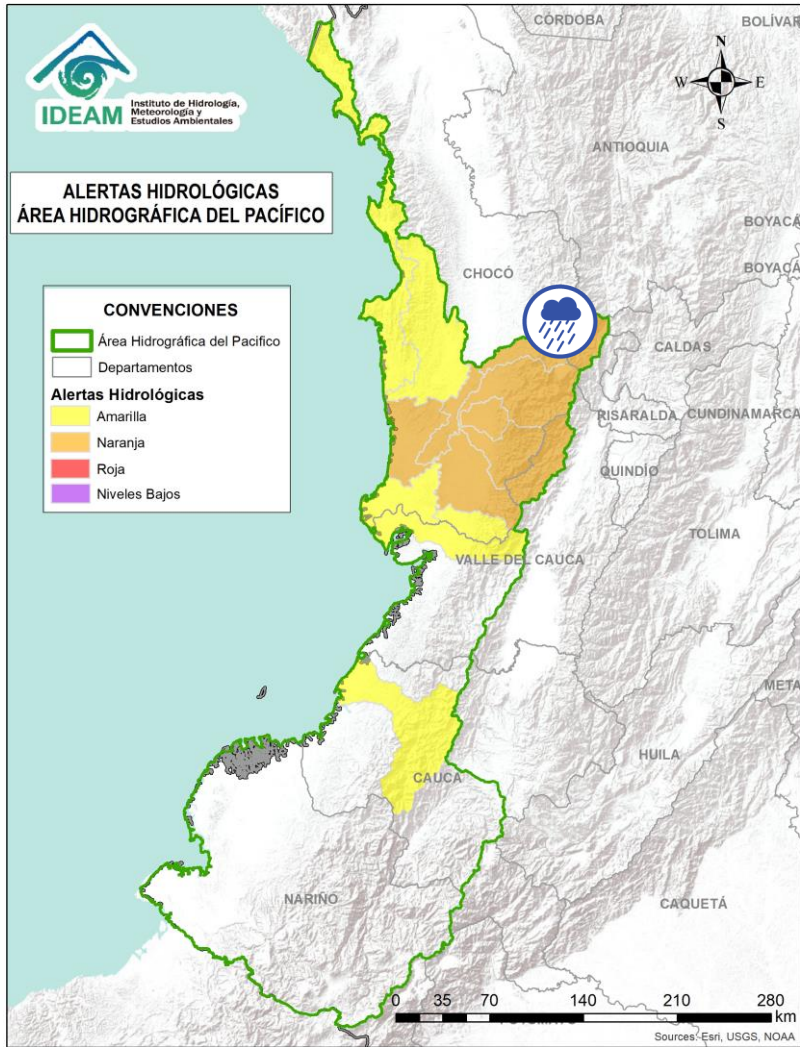 CÓRDOBA
BOLÍVAR
N
W
E
S
IDEAM
Instituto de Hidrología,
Meteorología y
Estudios Ambientales
ANTIOQUIA
ALERTAS HIDROLÓGICAS
ÁREA HIDROGRÁFICA DEL PACÍFICO
BOYACÁ
CHOCÓ
BOYACÁ
CONVENCIONES
Área Hidrográfica del Pacifico
Departamentos
Alertas Hidrológicas
Amarilla
Naranja
Roja
Niveles Bajos
CALDAS
RISARALDA
CUNDINAMARCA
QUINDÍO
TOLIMA
VALLE DEL CAUCA
META
HUILA
CAUCA
NARIÑO
CAQUETÁ
0 35 70 140 210 280
km
Sources: Esri, USGS, NOAA